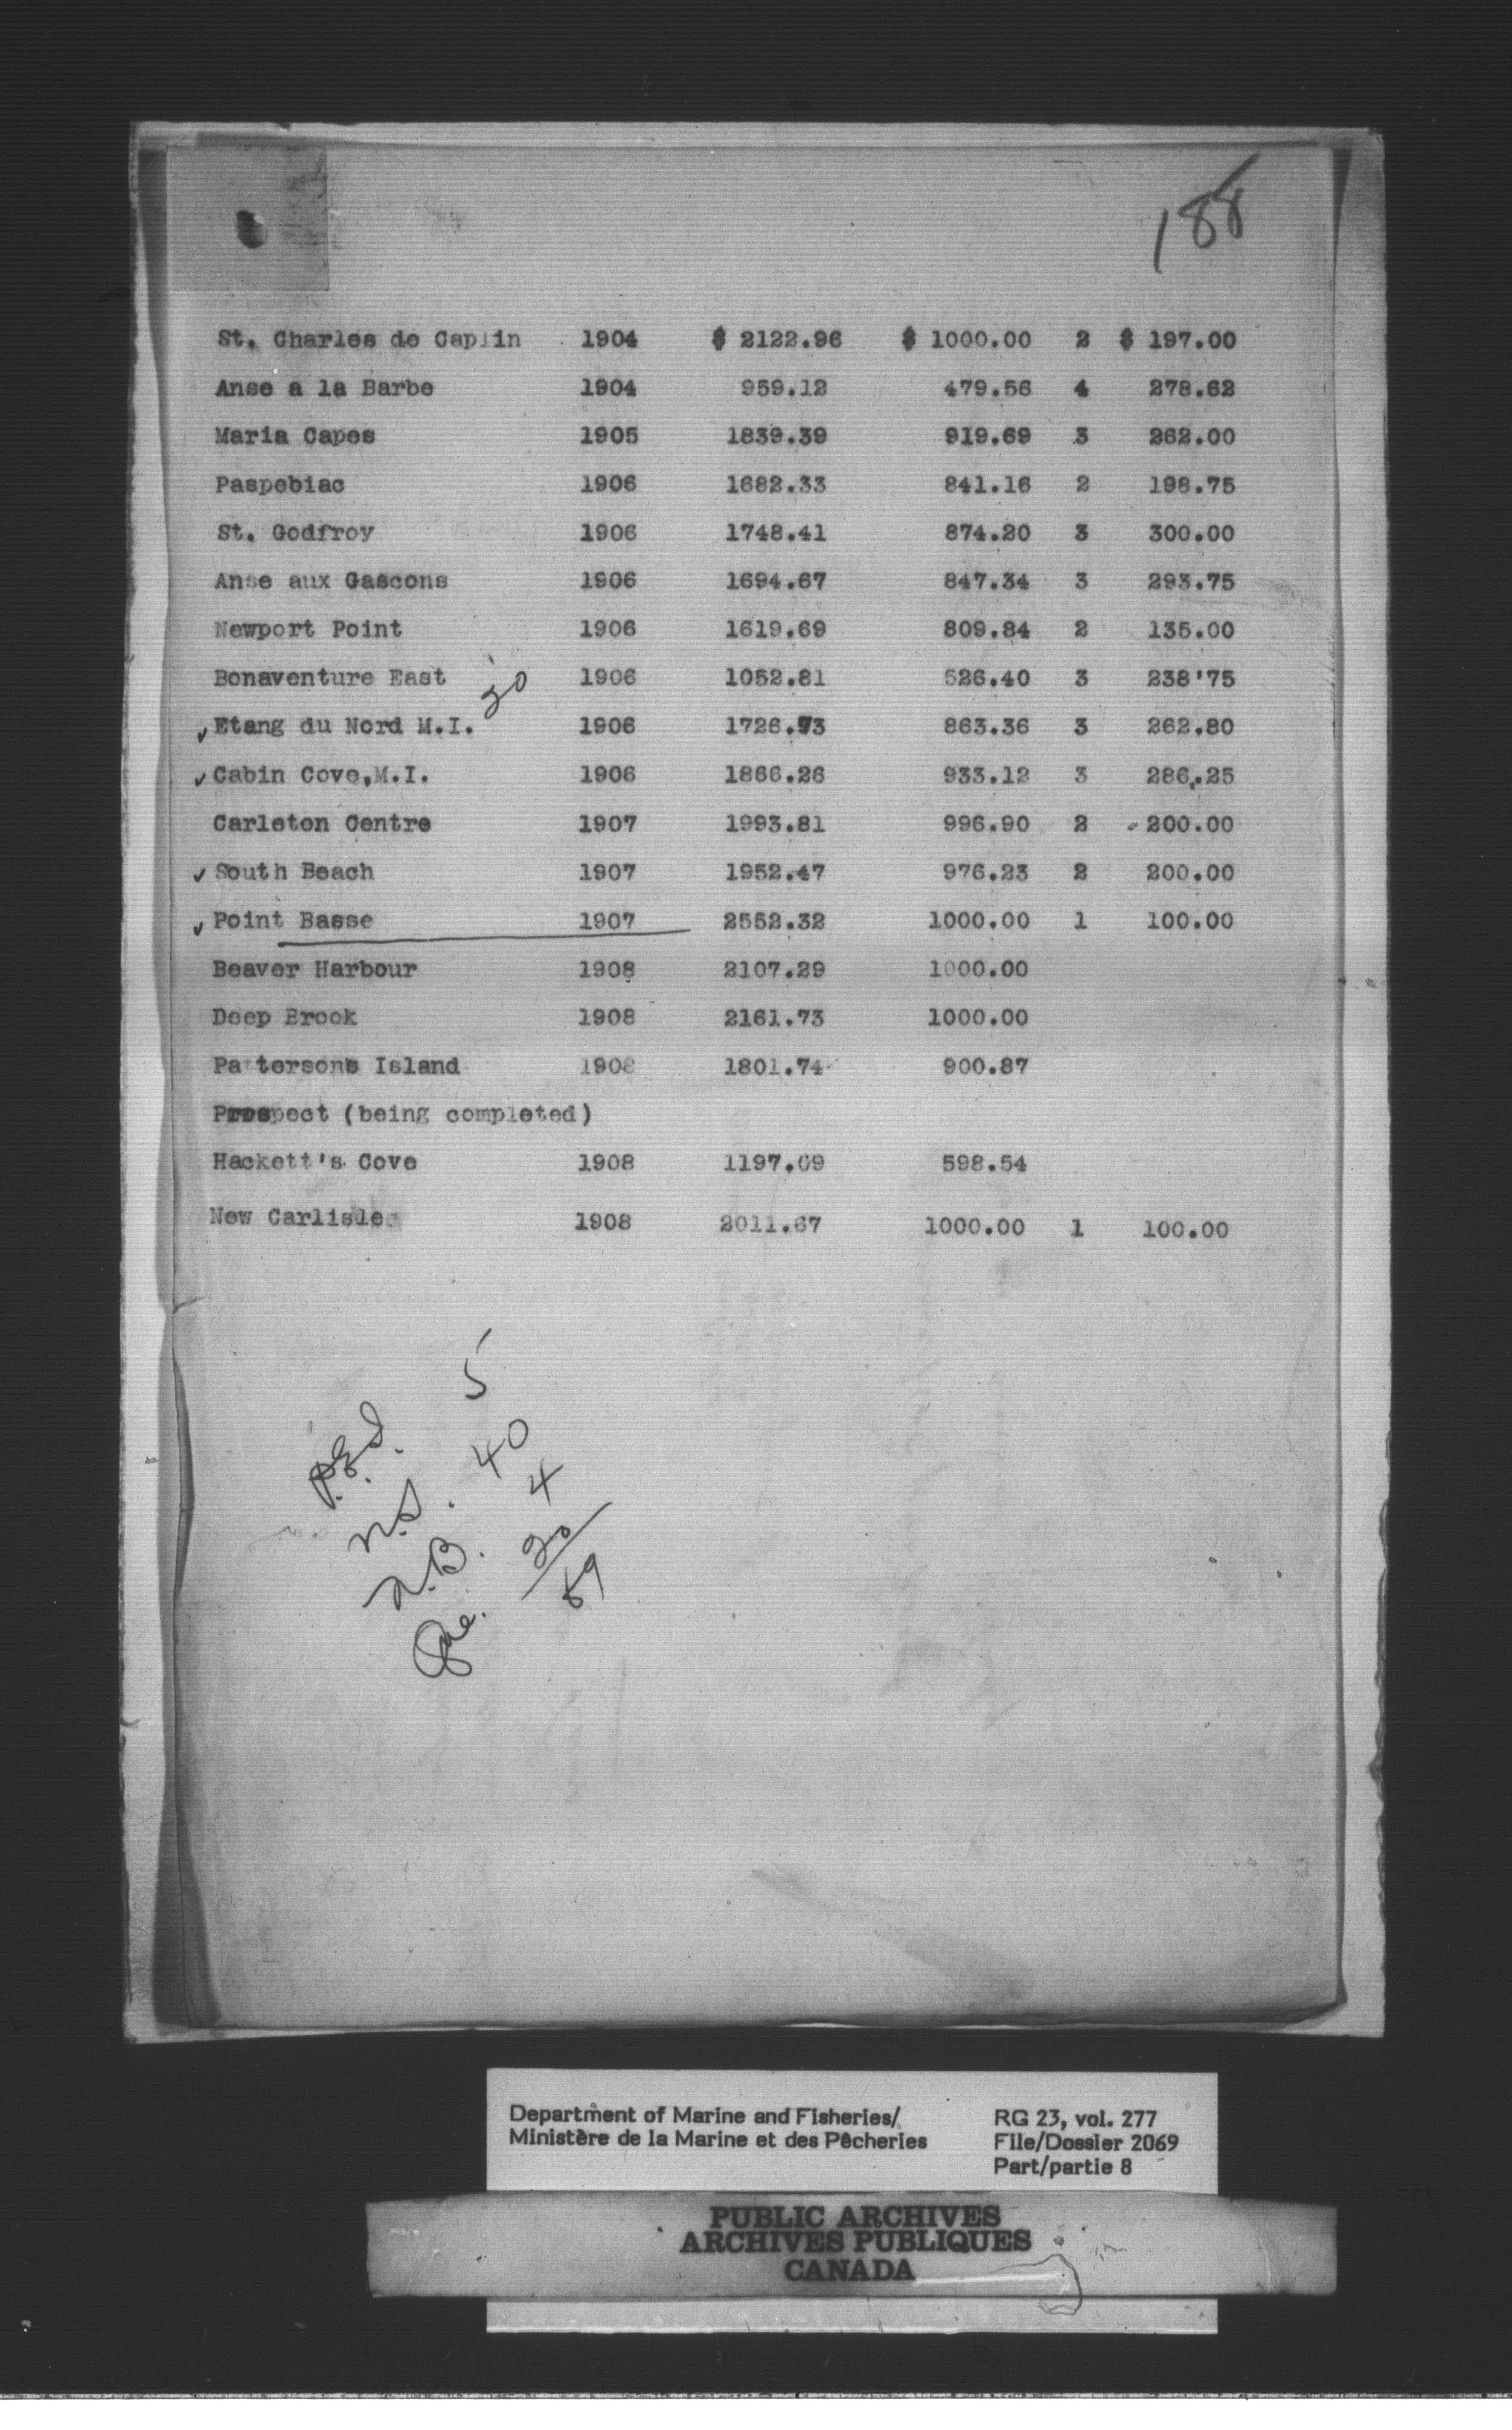 188
St. Charles de Caplin 1904 $ 2122.96 $ 1000.00 2 $ 197.00
Anse a la Barbe 1904 959.12 479.56 4 278.62
Maria Capes 1905 1839.39 919.69 3 262.00
Paspebiac 1906 1682.33 841.16 2 198.75
St. Godfroy 1906 1748.41 874.20 3 300.00
Anse aux Gascons 1906 1694.67 847.34 3 293.75
Newport Point 1906 1619.69 809.84 2 135.00
Bonaventure East 1906 1052.81 526.40 3 238'75
20
✓ Etang du Nord M.I. 1906 1726.73 863.36 3 262.80
✓ Cabin Cove,M.I. 1906 1866.26 933.12 3 286.25
Carleton Centre 1907 1993.81 996.90 2 200.00
✓ South Beach 1907 1952.47 976.23 2 200.00
✓ Point Basse 1907 2552.32 1000.00 1 100.00
Beaver Harbour 1908 2107.29 1000.00
Deep Brook 1908 2161.73 1000.00
Pattersons Island 1908 1801.74 900.87
Prospect (being completed)
Hackett's Cove 1908 1197.09 598.54
New Carlisle 1908 2011.67 1000.00 1 100.00
P.E.I. 5
N.S. 40
N.B. 4
Que. 20
69
Department of Marine and Fisheries/
Ministère de la Marine et des Pêcheries
RG 23, vol. 277
File/Dossier 2069
Part/partie 8
PUBLIC ARCHIVES
ARCHIVES PUBLIQUES
CANADA